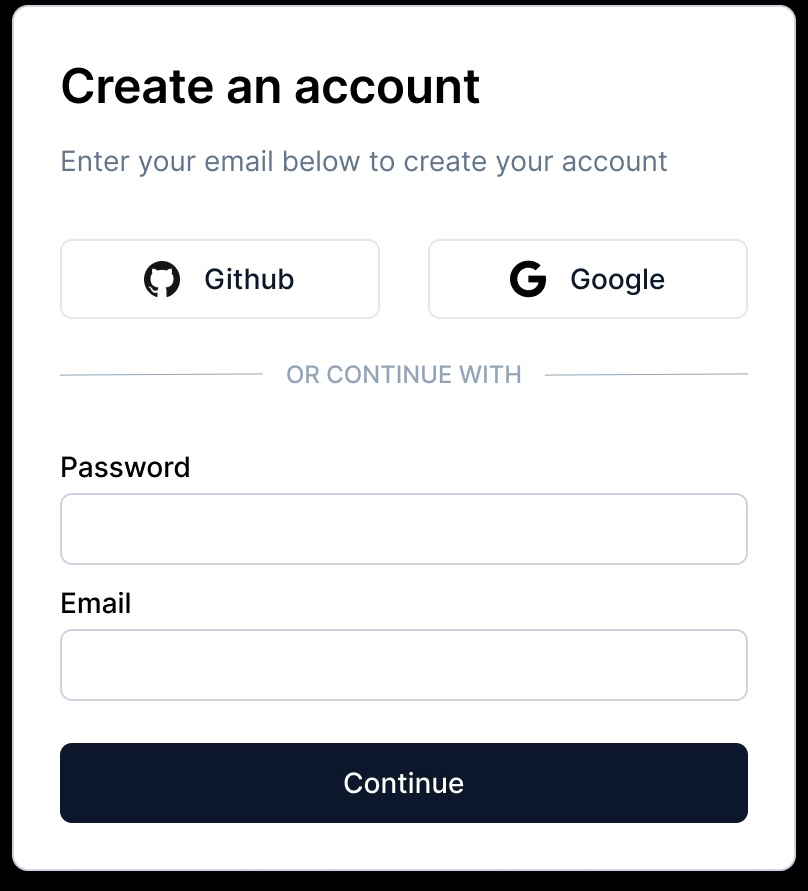 Create an account
Enter your email below to create your account
Github
Google
OR CONTINUE WITH
Password
Email
Continue